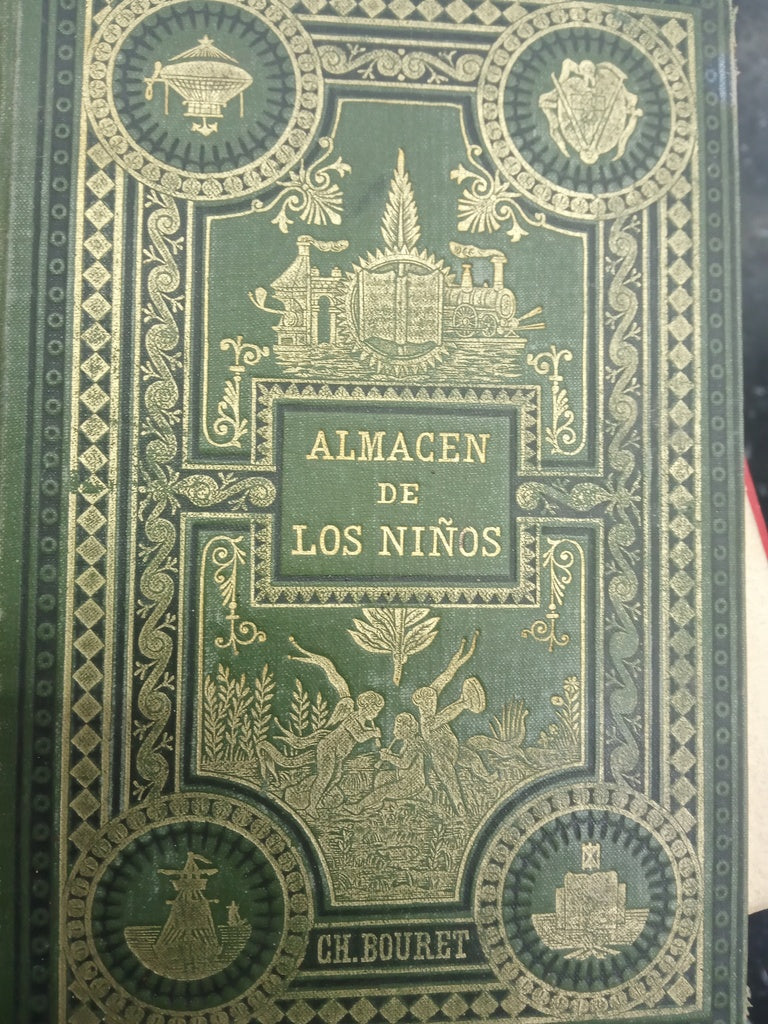 ALMACEN
DE
LOS NIÑOS
CH. BOURET